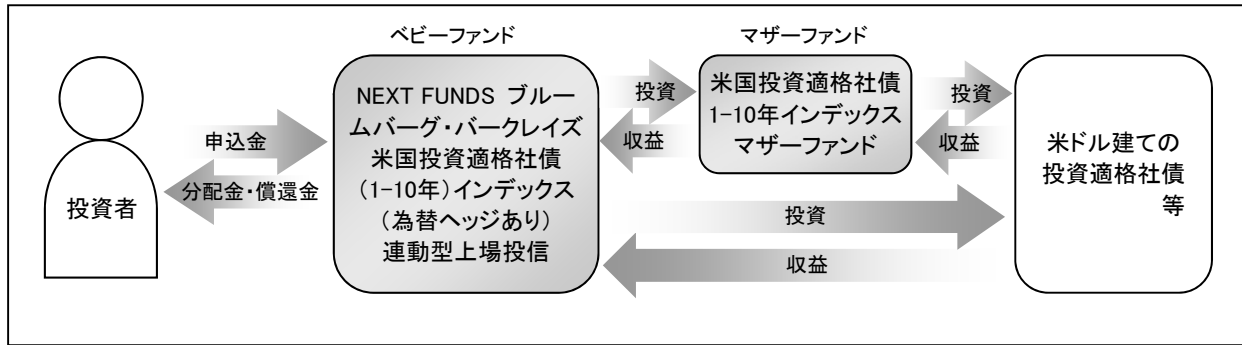 ベビーファンド
マザーファンド
投資者
申込金
分配金・償還金
NEXT FUNDS ブルー
ムバーグ・バークレイズ
米国投資適格社債
(1-10年)インデックス
(為替ヘッジあり)
連動型上場投信
投資
収益
米国投資適格社債
1-10年インデックス
マザーファンド
投資
収益
投資
収益
米ドル建ての
投資適格社債
等